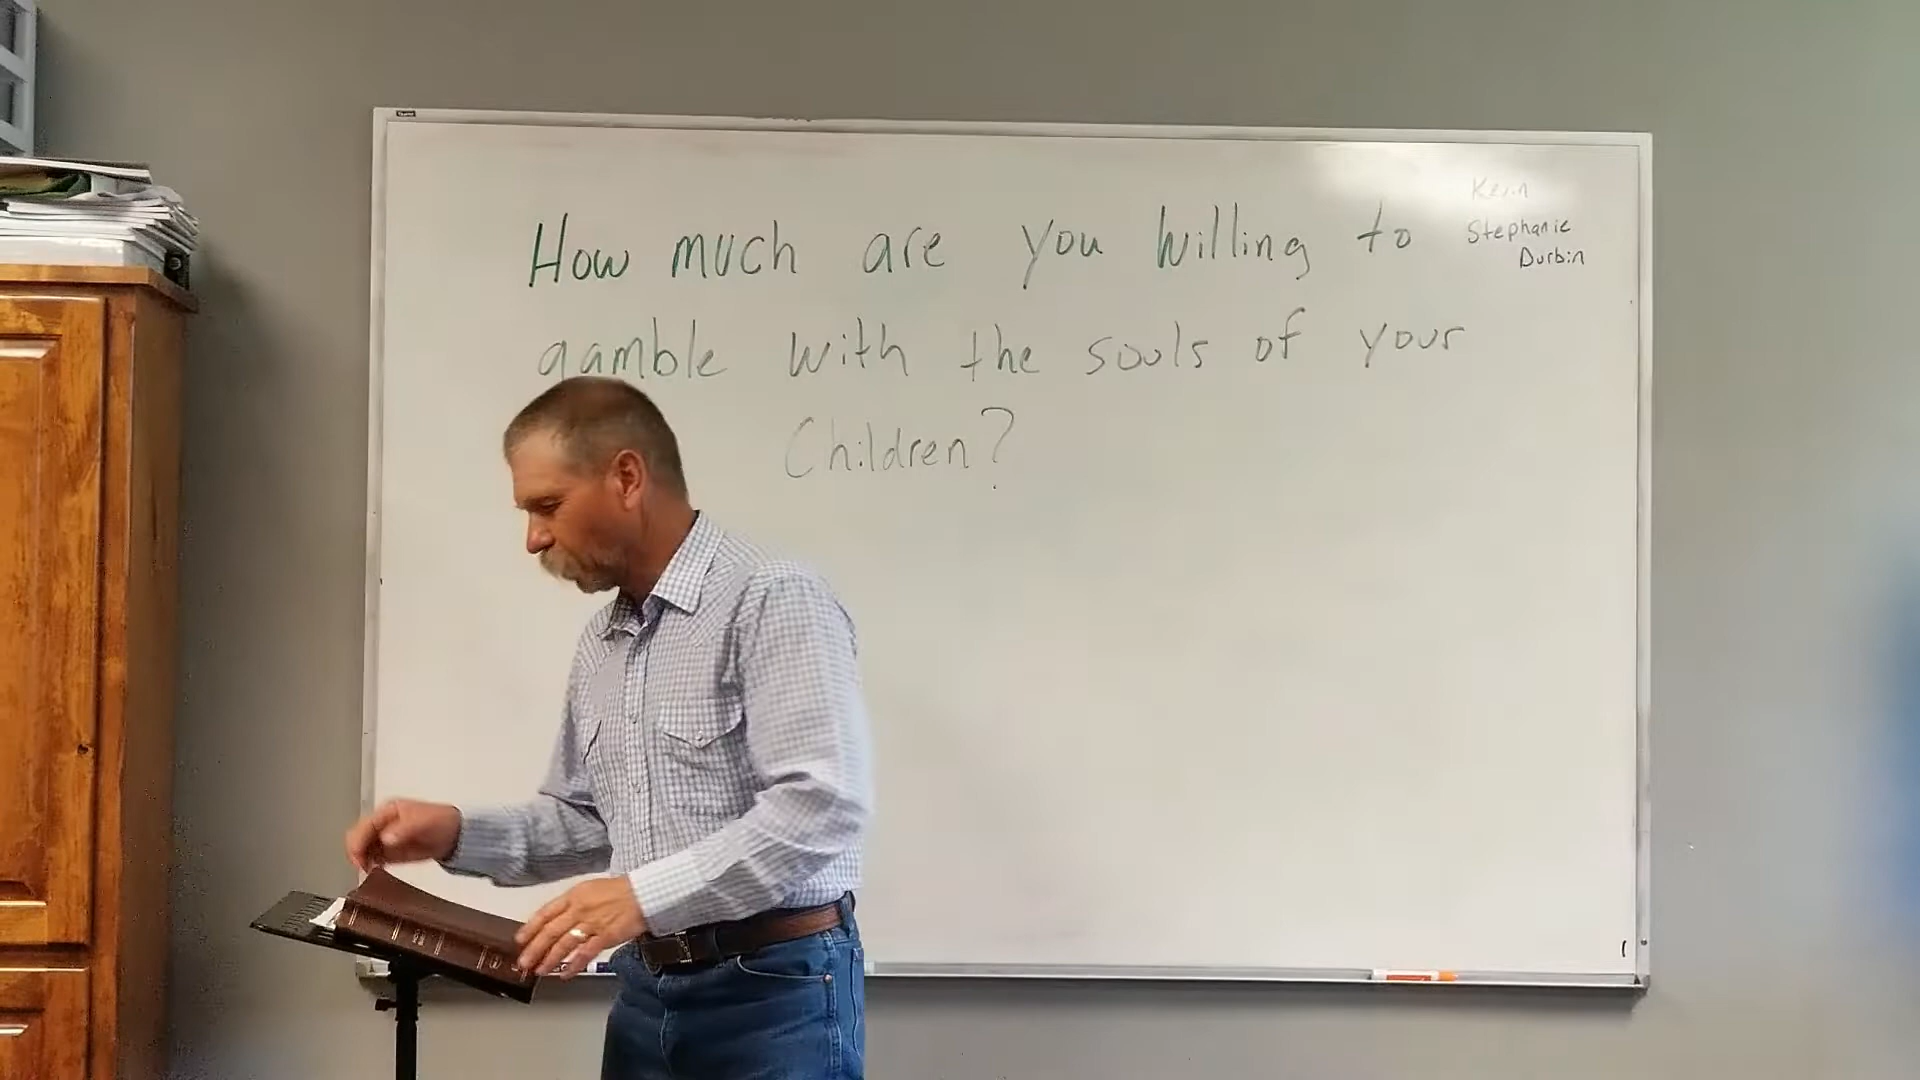 How much are you willing to
gamble with the souls of your
Children?
Kevin
Stephanie
Durbin